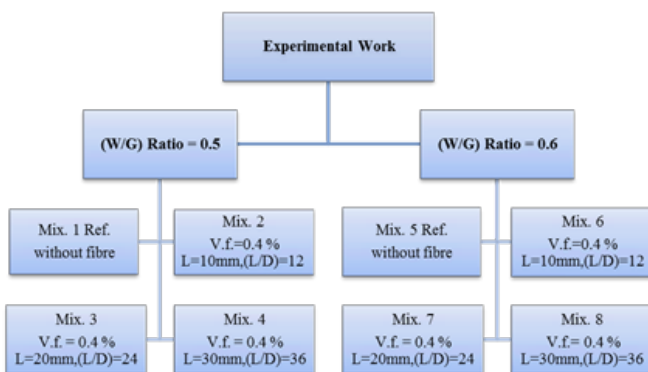 Experimental Work
(W/G) Ratio = 0.5
(W/G) Ratio = 0.6
Mix. 1 Ref.
without fibre
Mix. 2
V.f.=0.4 %
L=10mm,(L/D)=12
Mix. 5 Ref.
without fibre
Mix. 6
V.f.=0.4 %
L=10mm,(L/D)=12
Mix. 3
V.f. = 0.4 %
L=20mm,(L/D)=24
Mix. 4
V.f. = 0.4 %
L=30mm,(L/D)=36
Mix. 7
V.f. = 0.4 %
L=20mm,(L/D)=24
Mix. 8
V.f. = 0.4 %
L=30mm,(L/D)=36